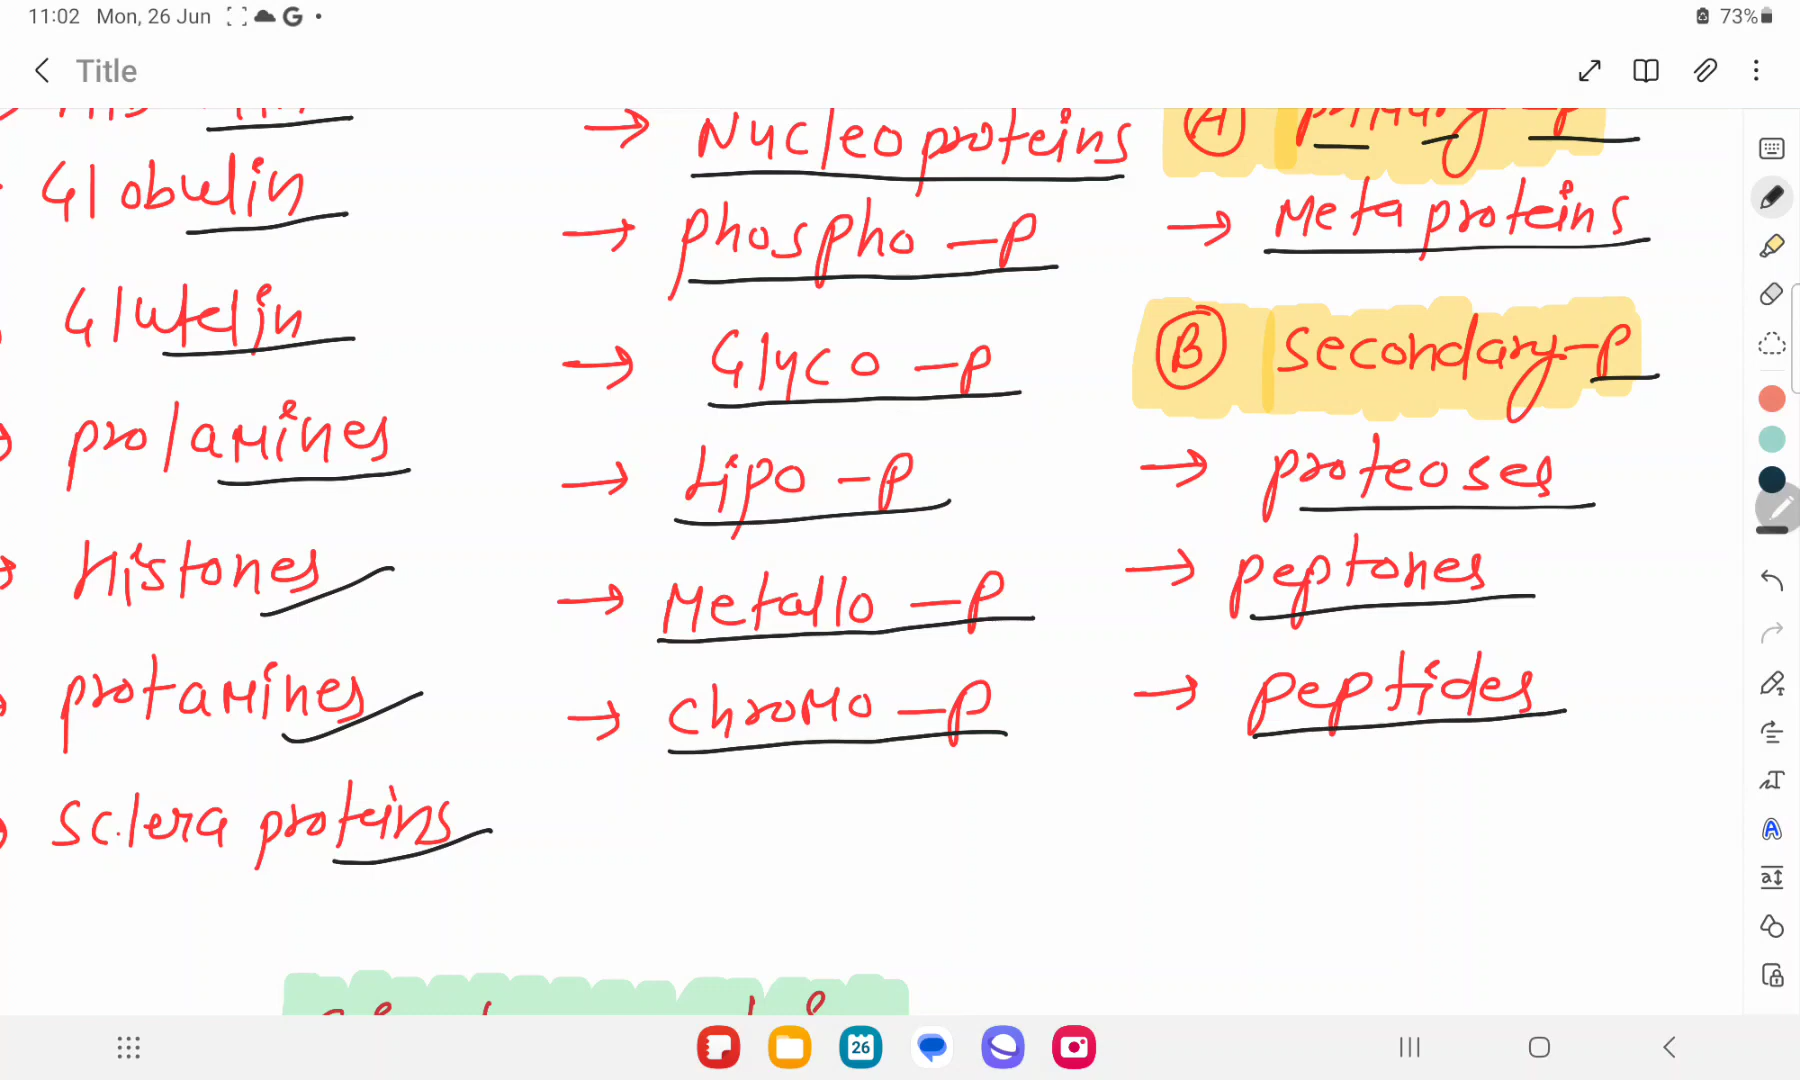 11:02 Mon, 26 Jun G
73%
Title
Globulin
Glutelin
prolamines
Histones
protamines
Sclera proteins
→ Nucleoproteins
→ phospho-p
→ Glyco-p
→ Lipo-p
→ Metallo-p
→ Chromo-p
A primary-p
→ Meta proteins
B Secondary-p
→ proteoses
→ peptones
→ peptides
26